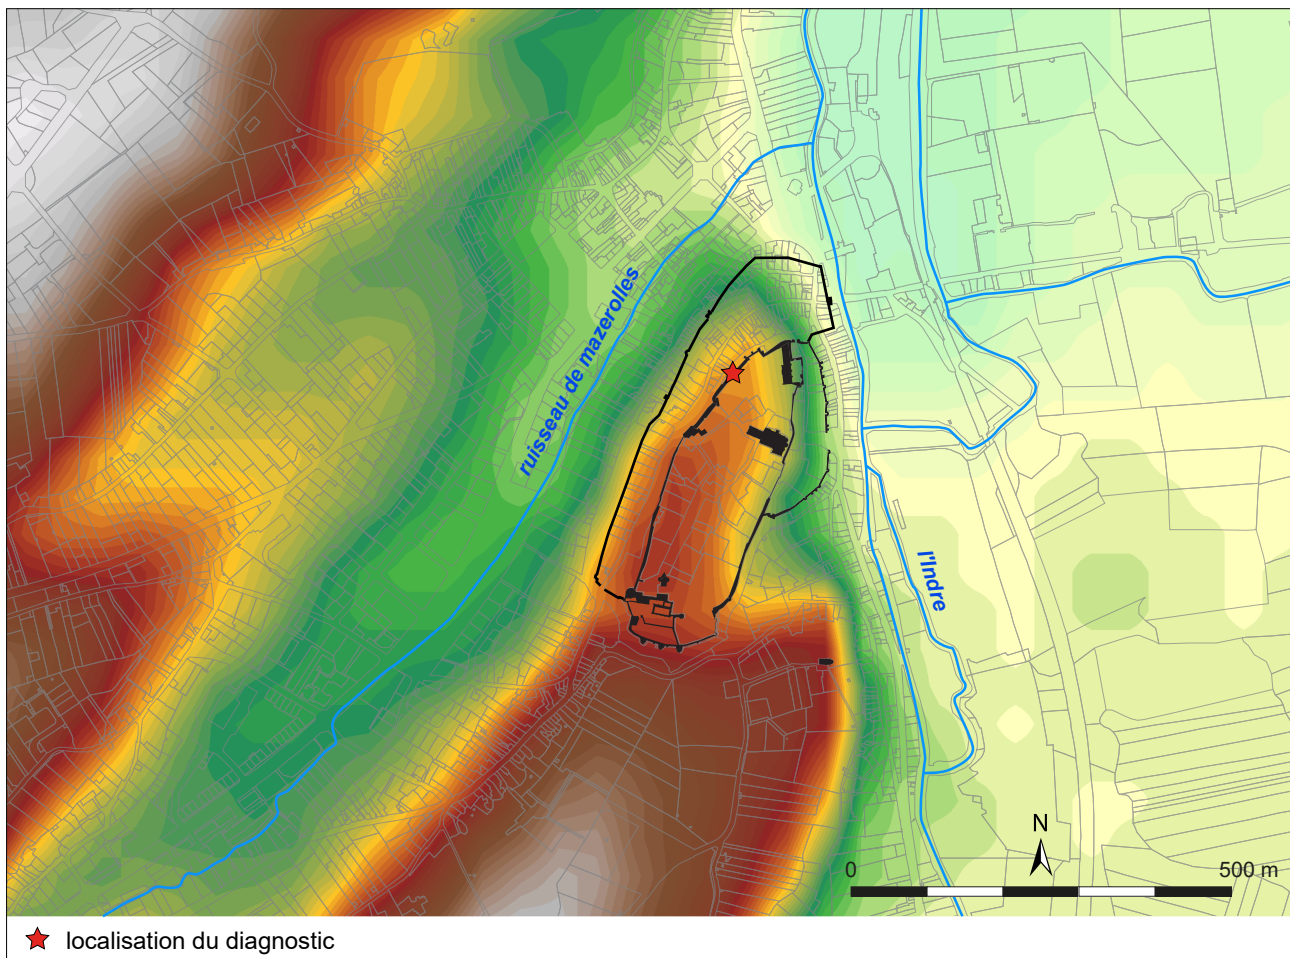 ruisseau de mazerolles
l'Indre
N
0 500 m
localisation du diagnostic